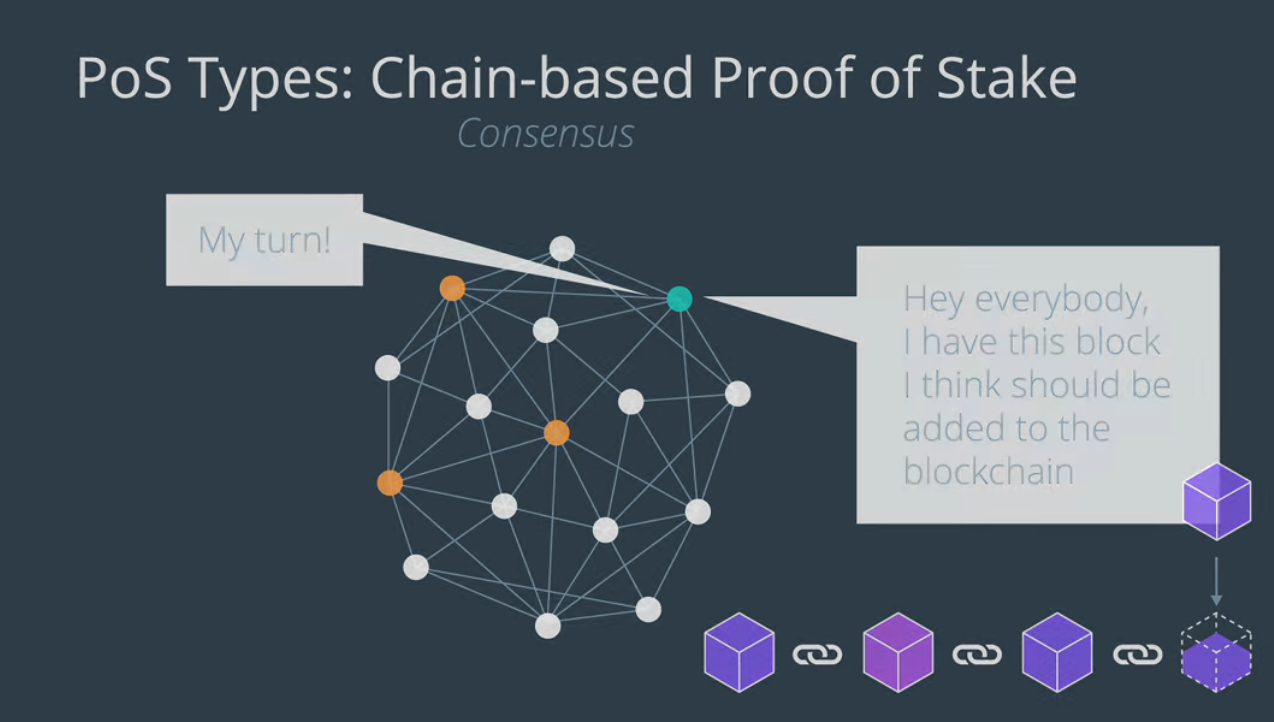 PoS Types: Chain-based Proof of Stake
Consensus
My turn!
Hey everybody,
I have this block
I think should be
added to the
blockchain